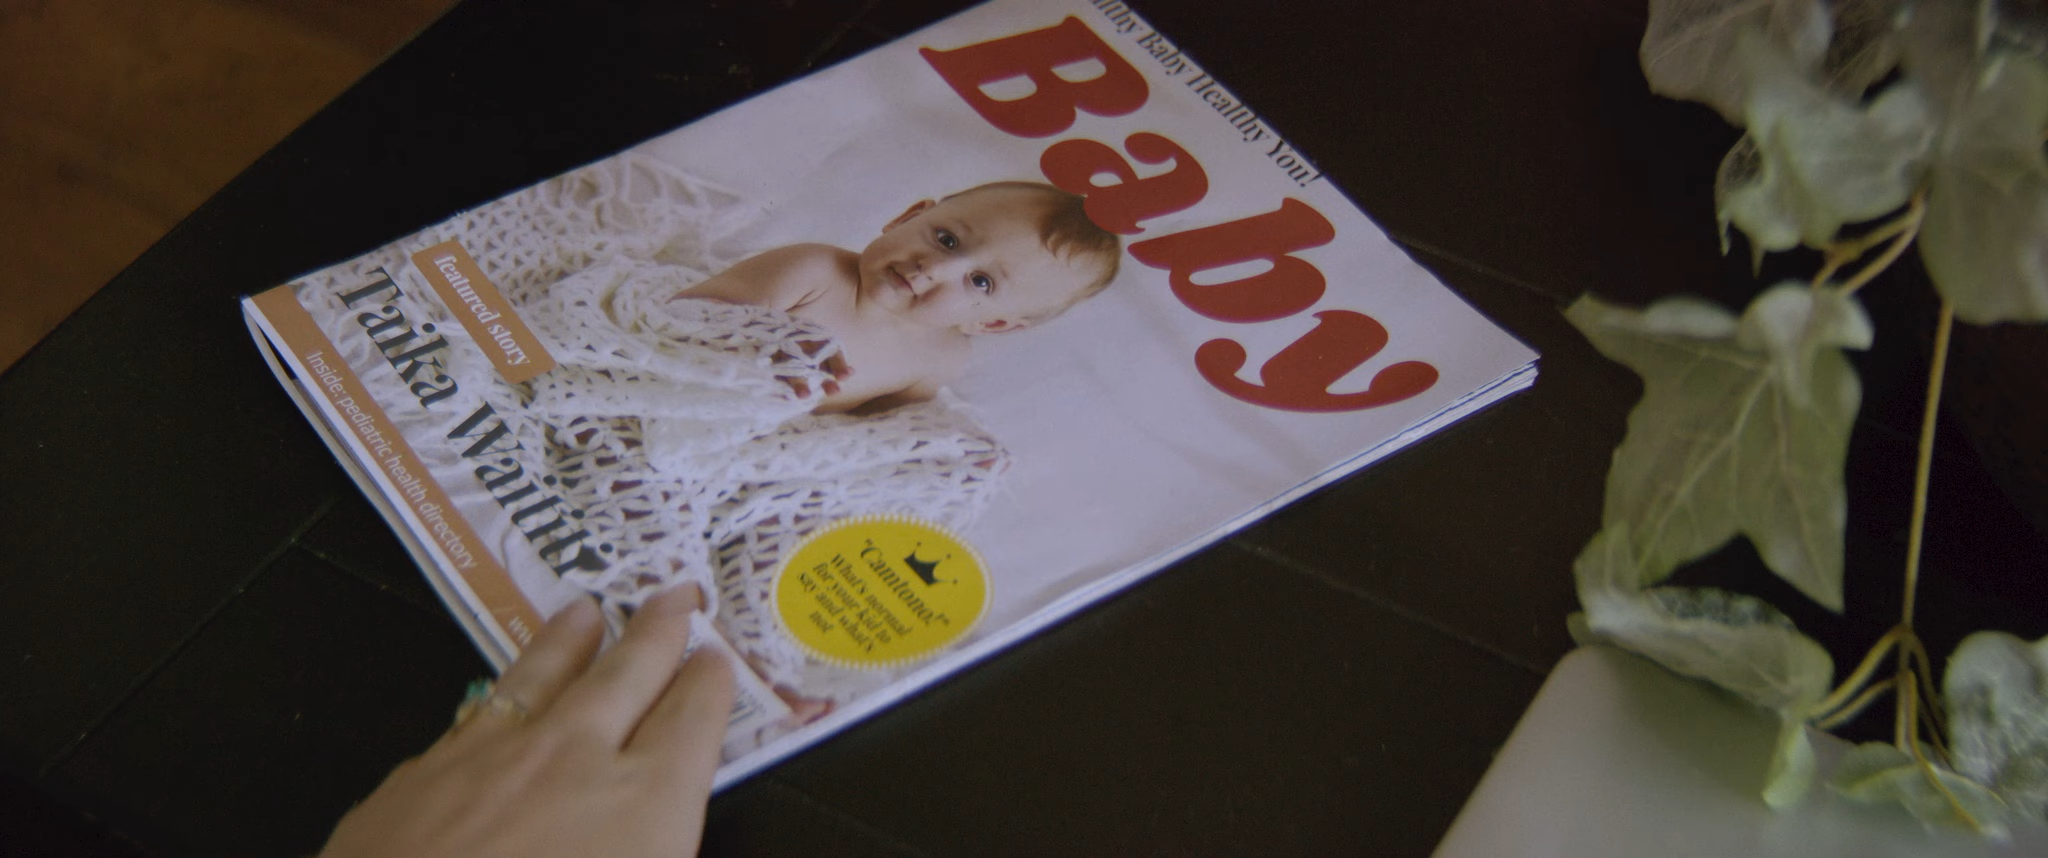 lthy Baby Healthy You!
Baby
featured story
Taika Waititi
Inside: pediatric health directory
"Camtono!"
What's normal
for your kid to
say and what's
not